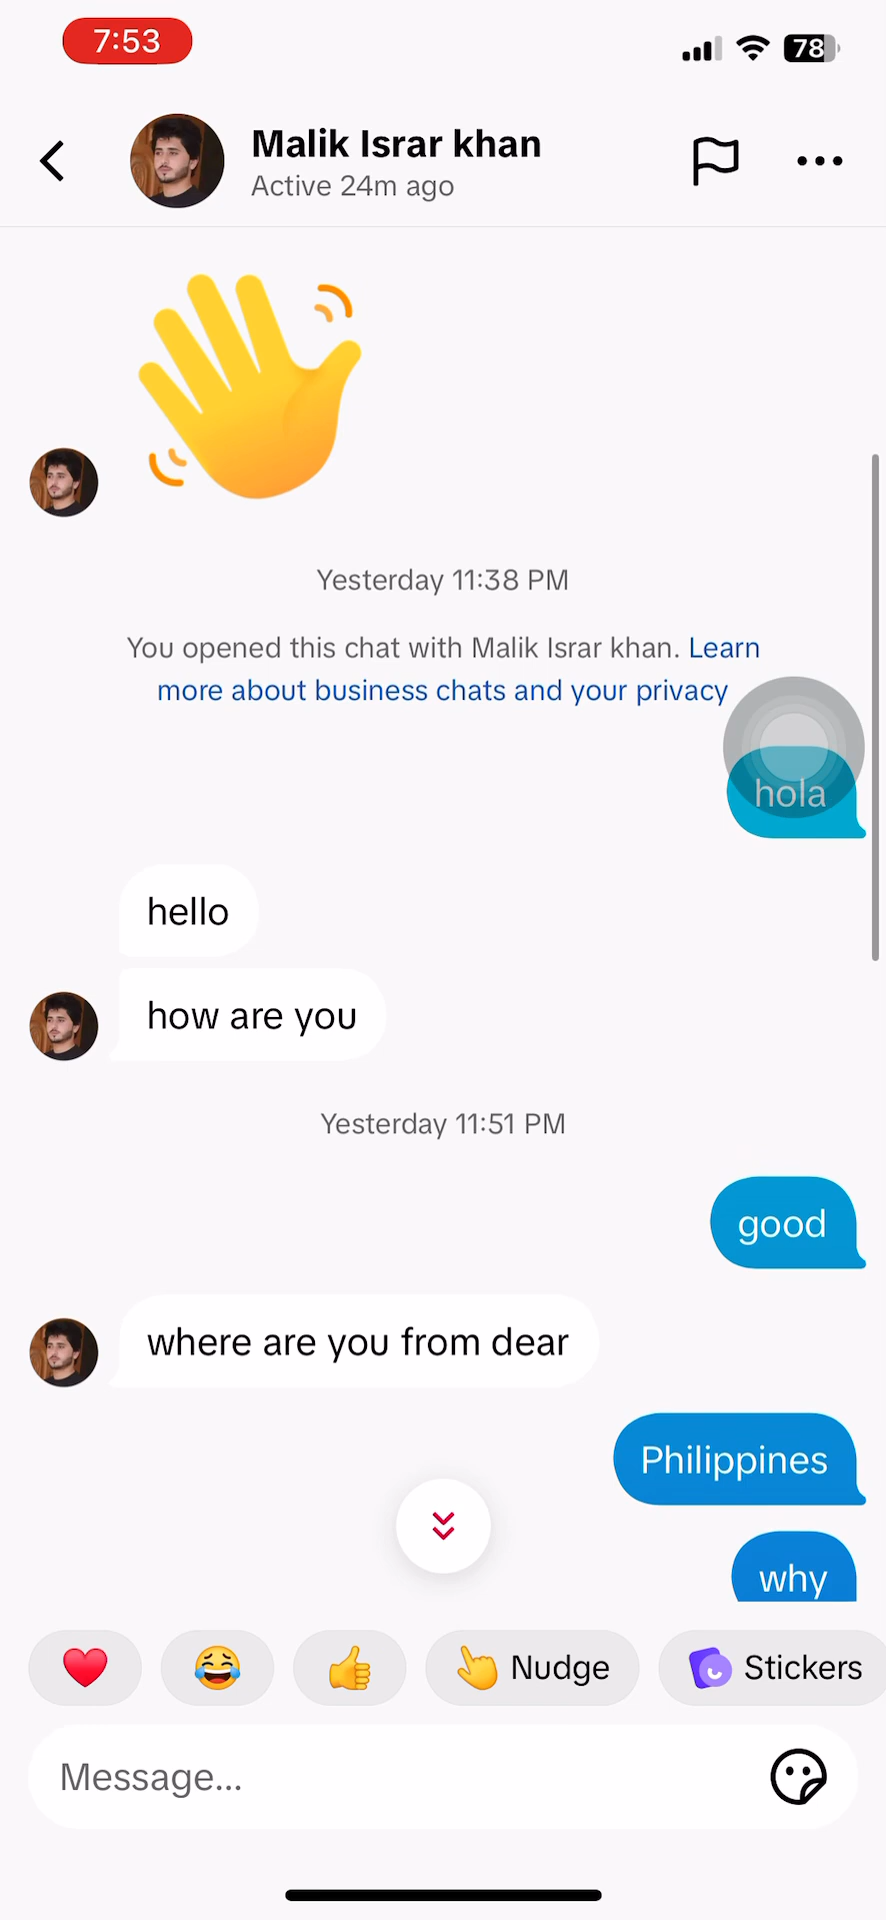 7:53
78
Malik Israr khan
Active 24m ago
Yesterday 11:38 PM
You opened this chat with Malik Israr khan. Learn
more about business chats and your privacy
hola
hello
how are you
Yesterday 11:51 PM
good
where are you from dear
Philippines
why
Nudge
Stickers
Message...